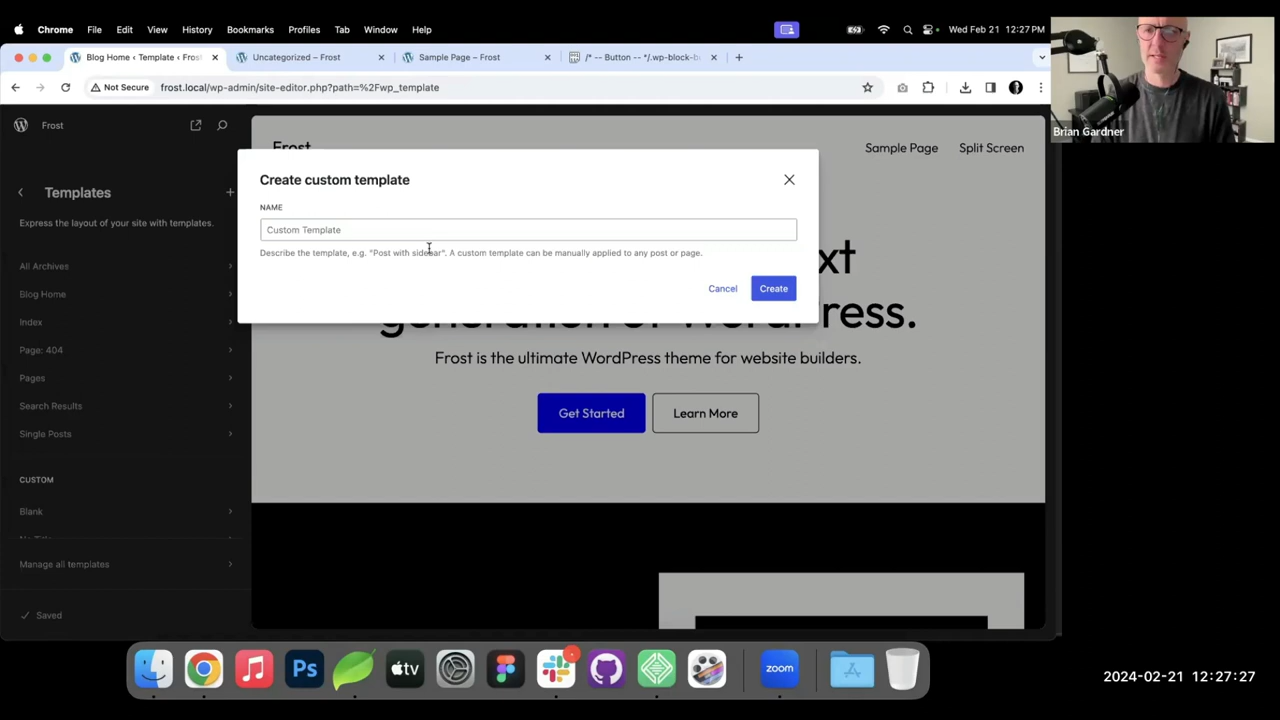 Chrome File Edit View History Bookmarks Profiles Tab Window Help Wed Feb 21 12:27 PM
Blog Home ‹ Template ‹ Frost Uncategorized – Frost Sample Page – Frost /* -- Button -- */.wp-block-b
Not Secure frost.local/wp-admin/site-editor.php?path=%2Fwp_template
Brian Gardner
Frost
Frost
Sample Page Split Screen
Templates
Express the layout of your site with templates.
All Archives
Blog Home
Index
Page: 404
Pages
Search Results
Single Posts
CUSTOM
Blank
Manage all templates
Saved
Create custom template
NAME
Custom Template
Describe the template, e.g. "Post with sidebar". A custom template can be manually applied to any post or page.
Cancel Create
generation of WordPress.
Frost is the ultimate WordPress theme for website builders.
Get Started Learn More
Ps
tv
zoom
2024-02-21 12:27:27